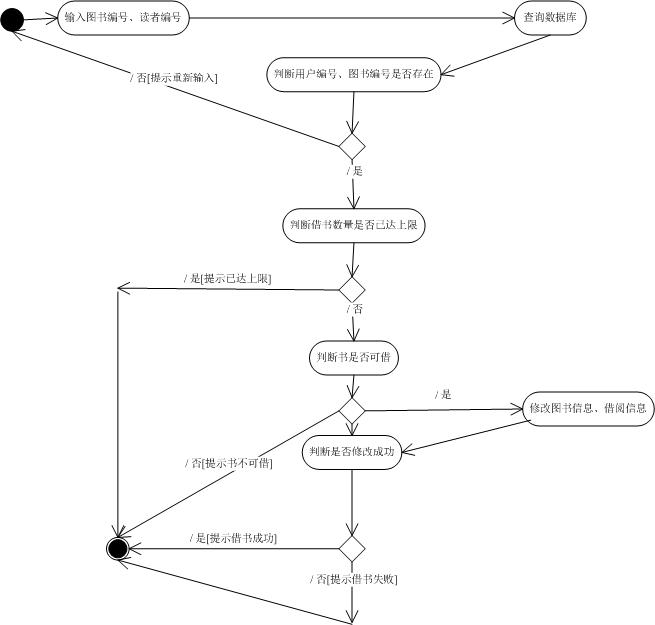 输入图书编号、读者编号
查询数据库
判断用户编号、图书编号是否存在
/ 否[提示重新输入]
/ 是
判断借书数量是否已达上限
/ 是[提示已达上限]
/ 否
判断书是否可借
/ 是
修改图书信息、借阅信息
判断是否修改成功
/ 否[提示书不可借]
/ 是[提示借书成功]
/ 否[提示借书失败]